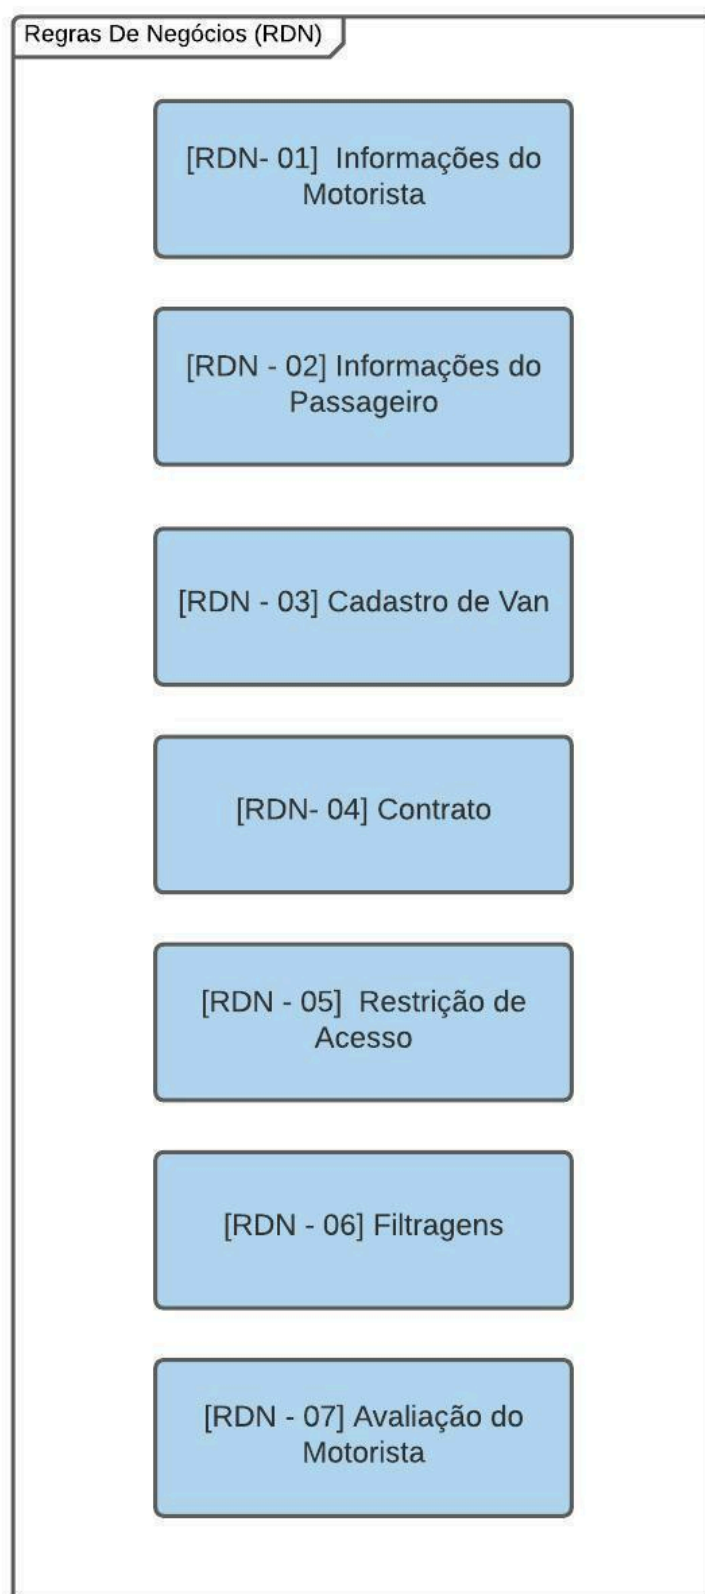 Regras De Negócios (RDN)
[RDN- 01]  Informações do
Motorista
[RDN - 02] Informações do
Passageiro
[RDN - 03] Cadastro de Van
[RDN- 04] Contrato
[RDN - 05]  Restrição de
Acesso
[RDN - 06] Filtragens
[RDN - 07] Avaliação do
Motorista